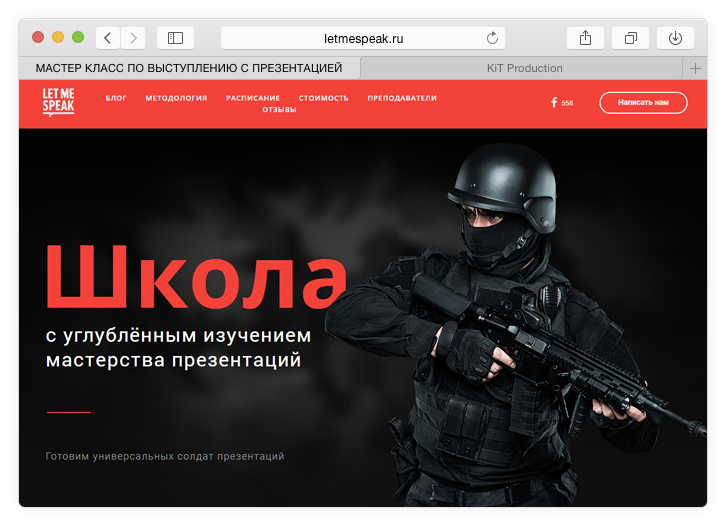 letmespeak.ru
МАСТЕР КЛАСС ПО ВЫСТУПЛЕНИЮ С ПРЕЗЕНТАЦИЕЙ
KiT Production
LET ME
SPEAK
БЛОГ МЕТОДОЛОГИЯ РАСПИСАНИЕ СТОИМОСТЬ ПРЕПОДАВАТЕЛИ
ОТЗЫВЫ
f 556
Написать нам
Школа
с углублённым изучением
мастерства презентаций
Готовим универсальных солдат презентаций